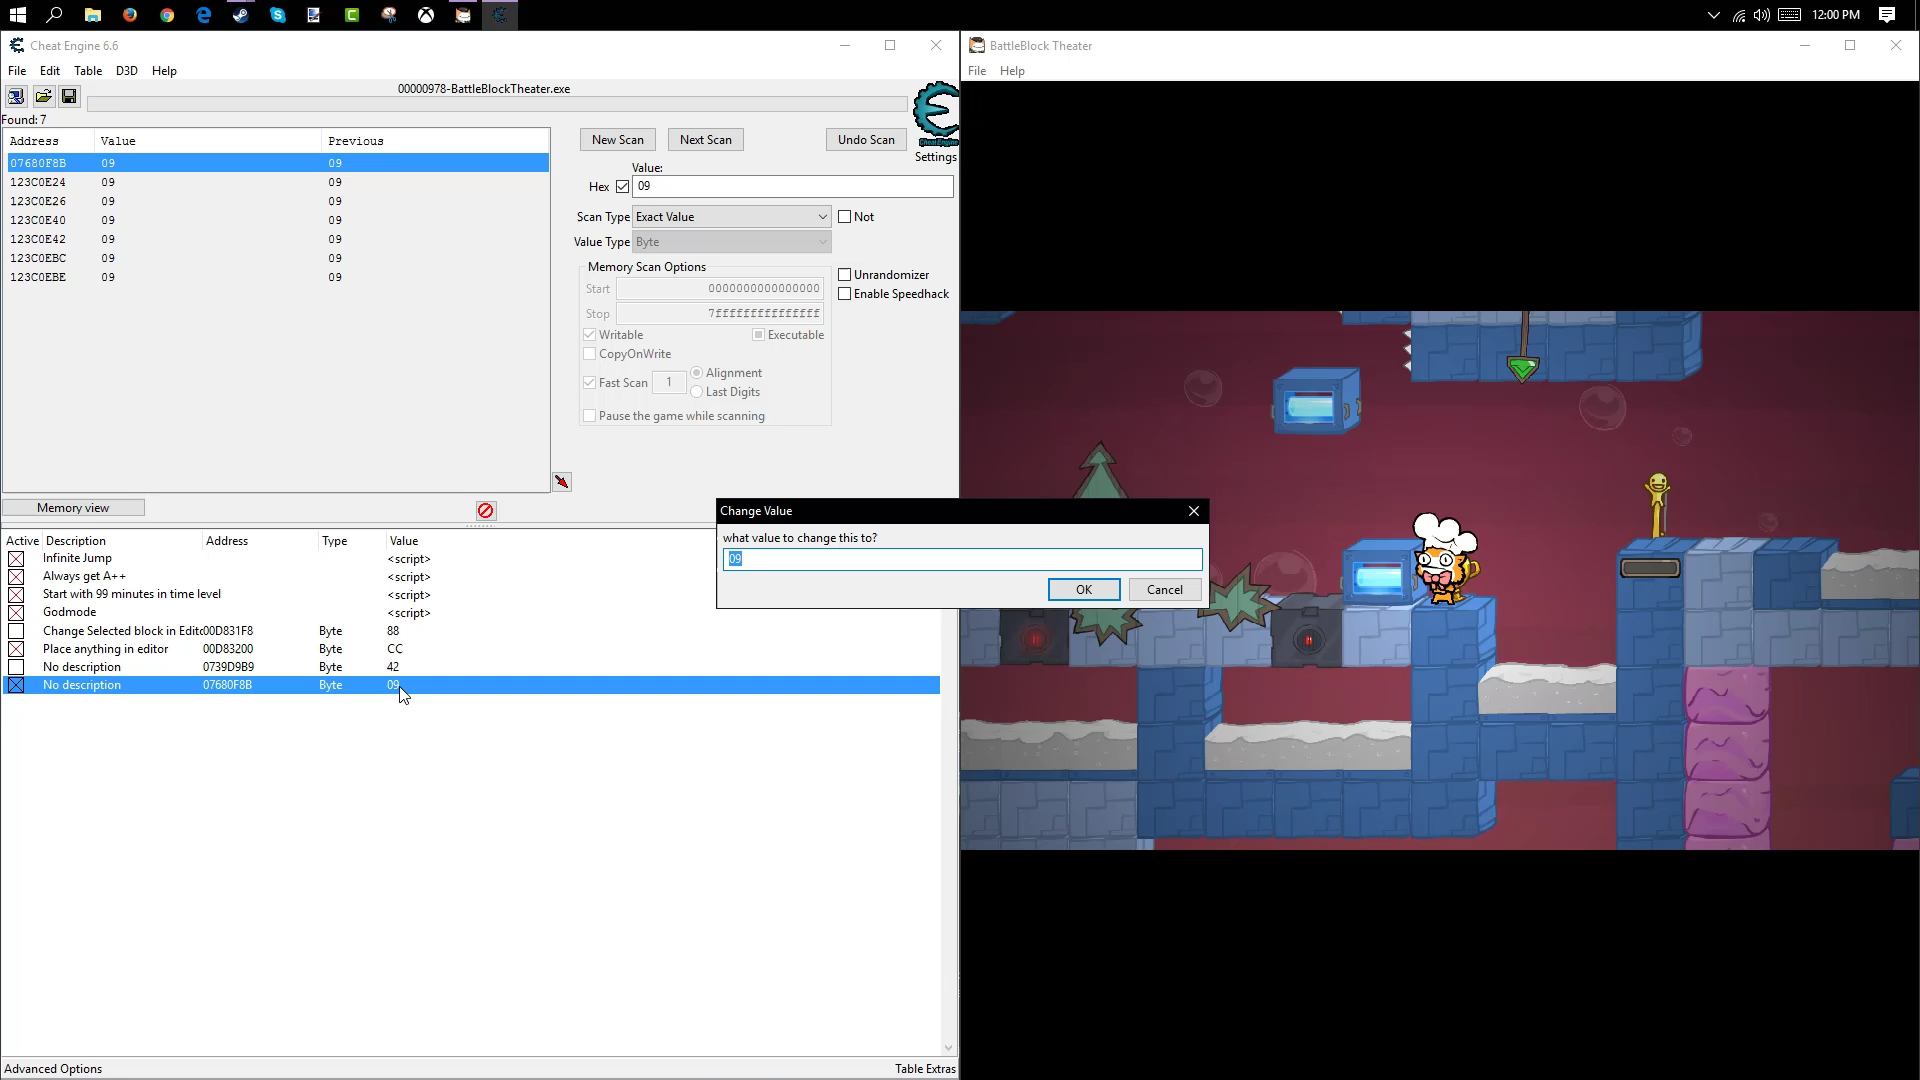 12:00 PM
Cheat Engine 6.6
File Edit Table D3D Help
00000978-BattleBlockTheater.exe
Found: 7
Address Value Previous
07680F8B 09 09
123C0E24 09 09
123C0E26 09 09
123C0E40 09 09
123C0E42 09 09
123C0EBC 09 09
123C0EBE 09 09
New Scan Next Scan Undo Scan
Cheat Engine
Settings
Value:
Hex 09
Scan Type Exact Value Not
Value Type Byte
Memory Scan Options
Start 0000000000000000
Stop 7fffffffffffffff
Writable Executable
CopyOnWrite
Fast Scan 1 Alignment
Last Digits
Pause the game while scanning
Unrandomizer
Enable Speedhack
Memory view
Active Description Address Type Value
Infinite Jump <script>
Always get A++ <script>
Start with 99 minutes in time level <script>
Godmode <script>
Change Selected block in Edito 00D831F8 Byte 88
Place anything in editor 00D83200 Byte CC
No description 0739D9B9 Byte 42
No description 07680F8B Byte 09
Advanced Options Table Extras
Change Value
what value to change this to?
09
OK Cancel
BattleBlock Theater
File Help